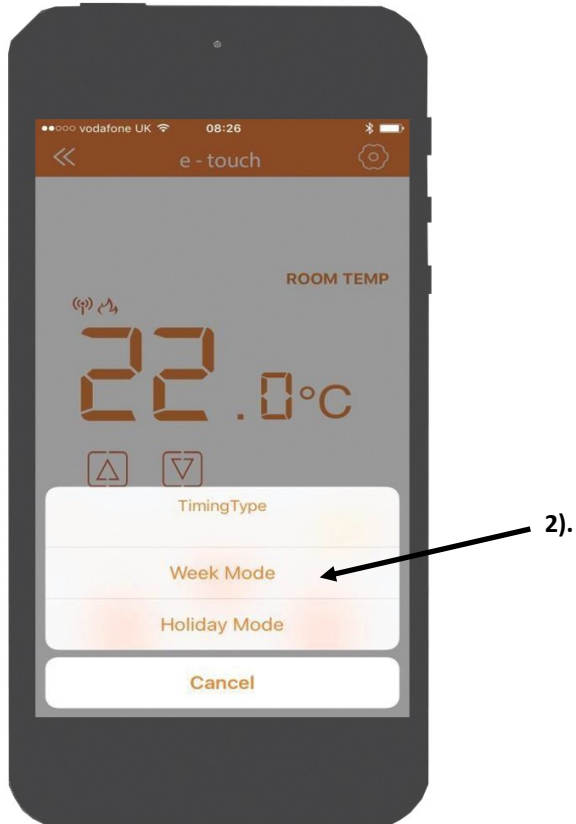 vodafone UK 08:26
e - touch
ROOM TEMP
22.0°C
TimingType
Week Mode
2).
Holiday Mode
Cancel